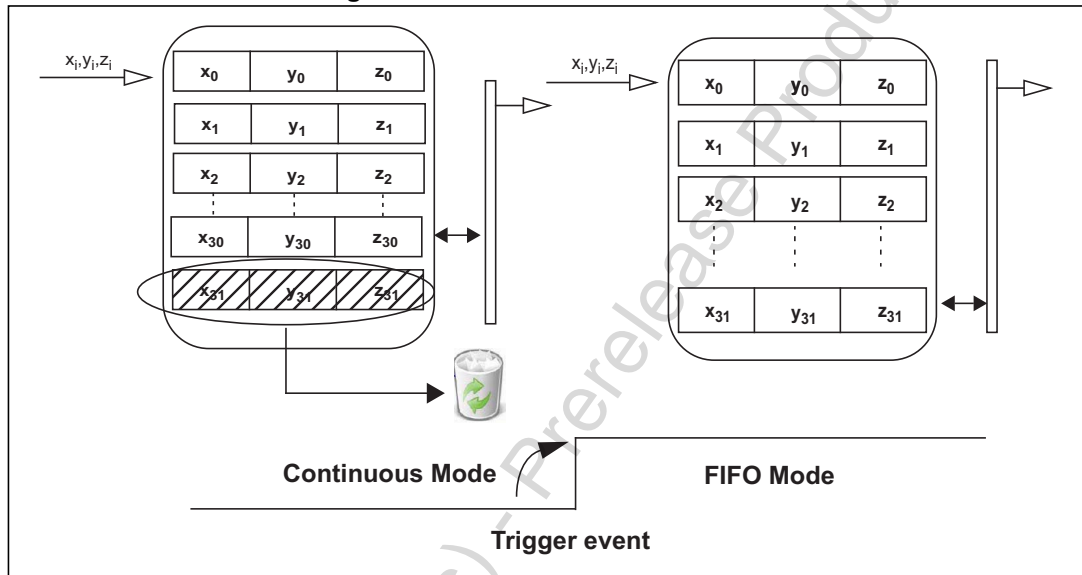 xᵢ,yᵢ,zᵢ
x₀ y₀ z₀
x₁ y₁ z₁
x₂ y₂ z₂
x₃₀ y₃₀ z₃₀
x₃₁ y₃₁ z₃₁
xᵢ,yᵢ,zᵢ
x₀ y₀ z₀
x₁ y₁ z₁
x₂ y₂ z₂
x₃₁ y₃₁ z₃₁
Continuous Mode
FIFO Mode
Trigger event
) - Prerelease Produ